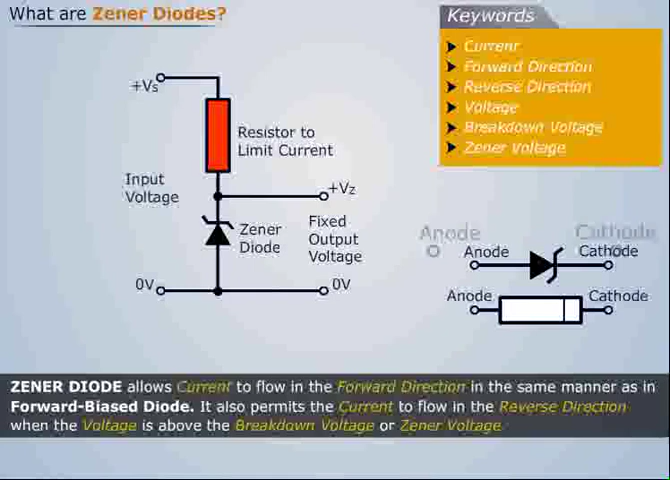 What are Zener Diodes?
Keywords
Current
Forward Direction
Reverse Direction
Voltage
Breakdown Voltage
Zener Voltage
+Vs
Resistor to
Limit Current
Input
Voltage
+Vz
Zener
Diode
Fixed
Output
Voltage
0V
0V
Anode
Cathode
Anode
Cathode
Anode
Cathode
ZENER DIODE allows Current to flow in the Forward Direction in the same manner as in
Forward-Biased Diode. It also permits the Current to flow in the Reverse Direction
when the Voltage is above the Breakdown Voltage or Zener Voltage